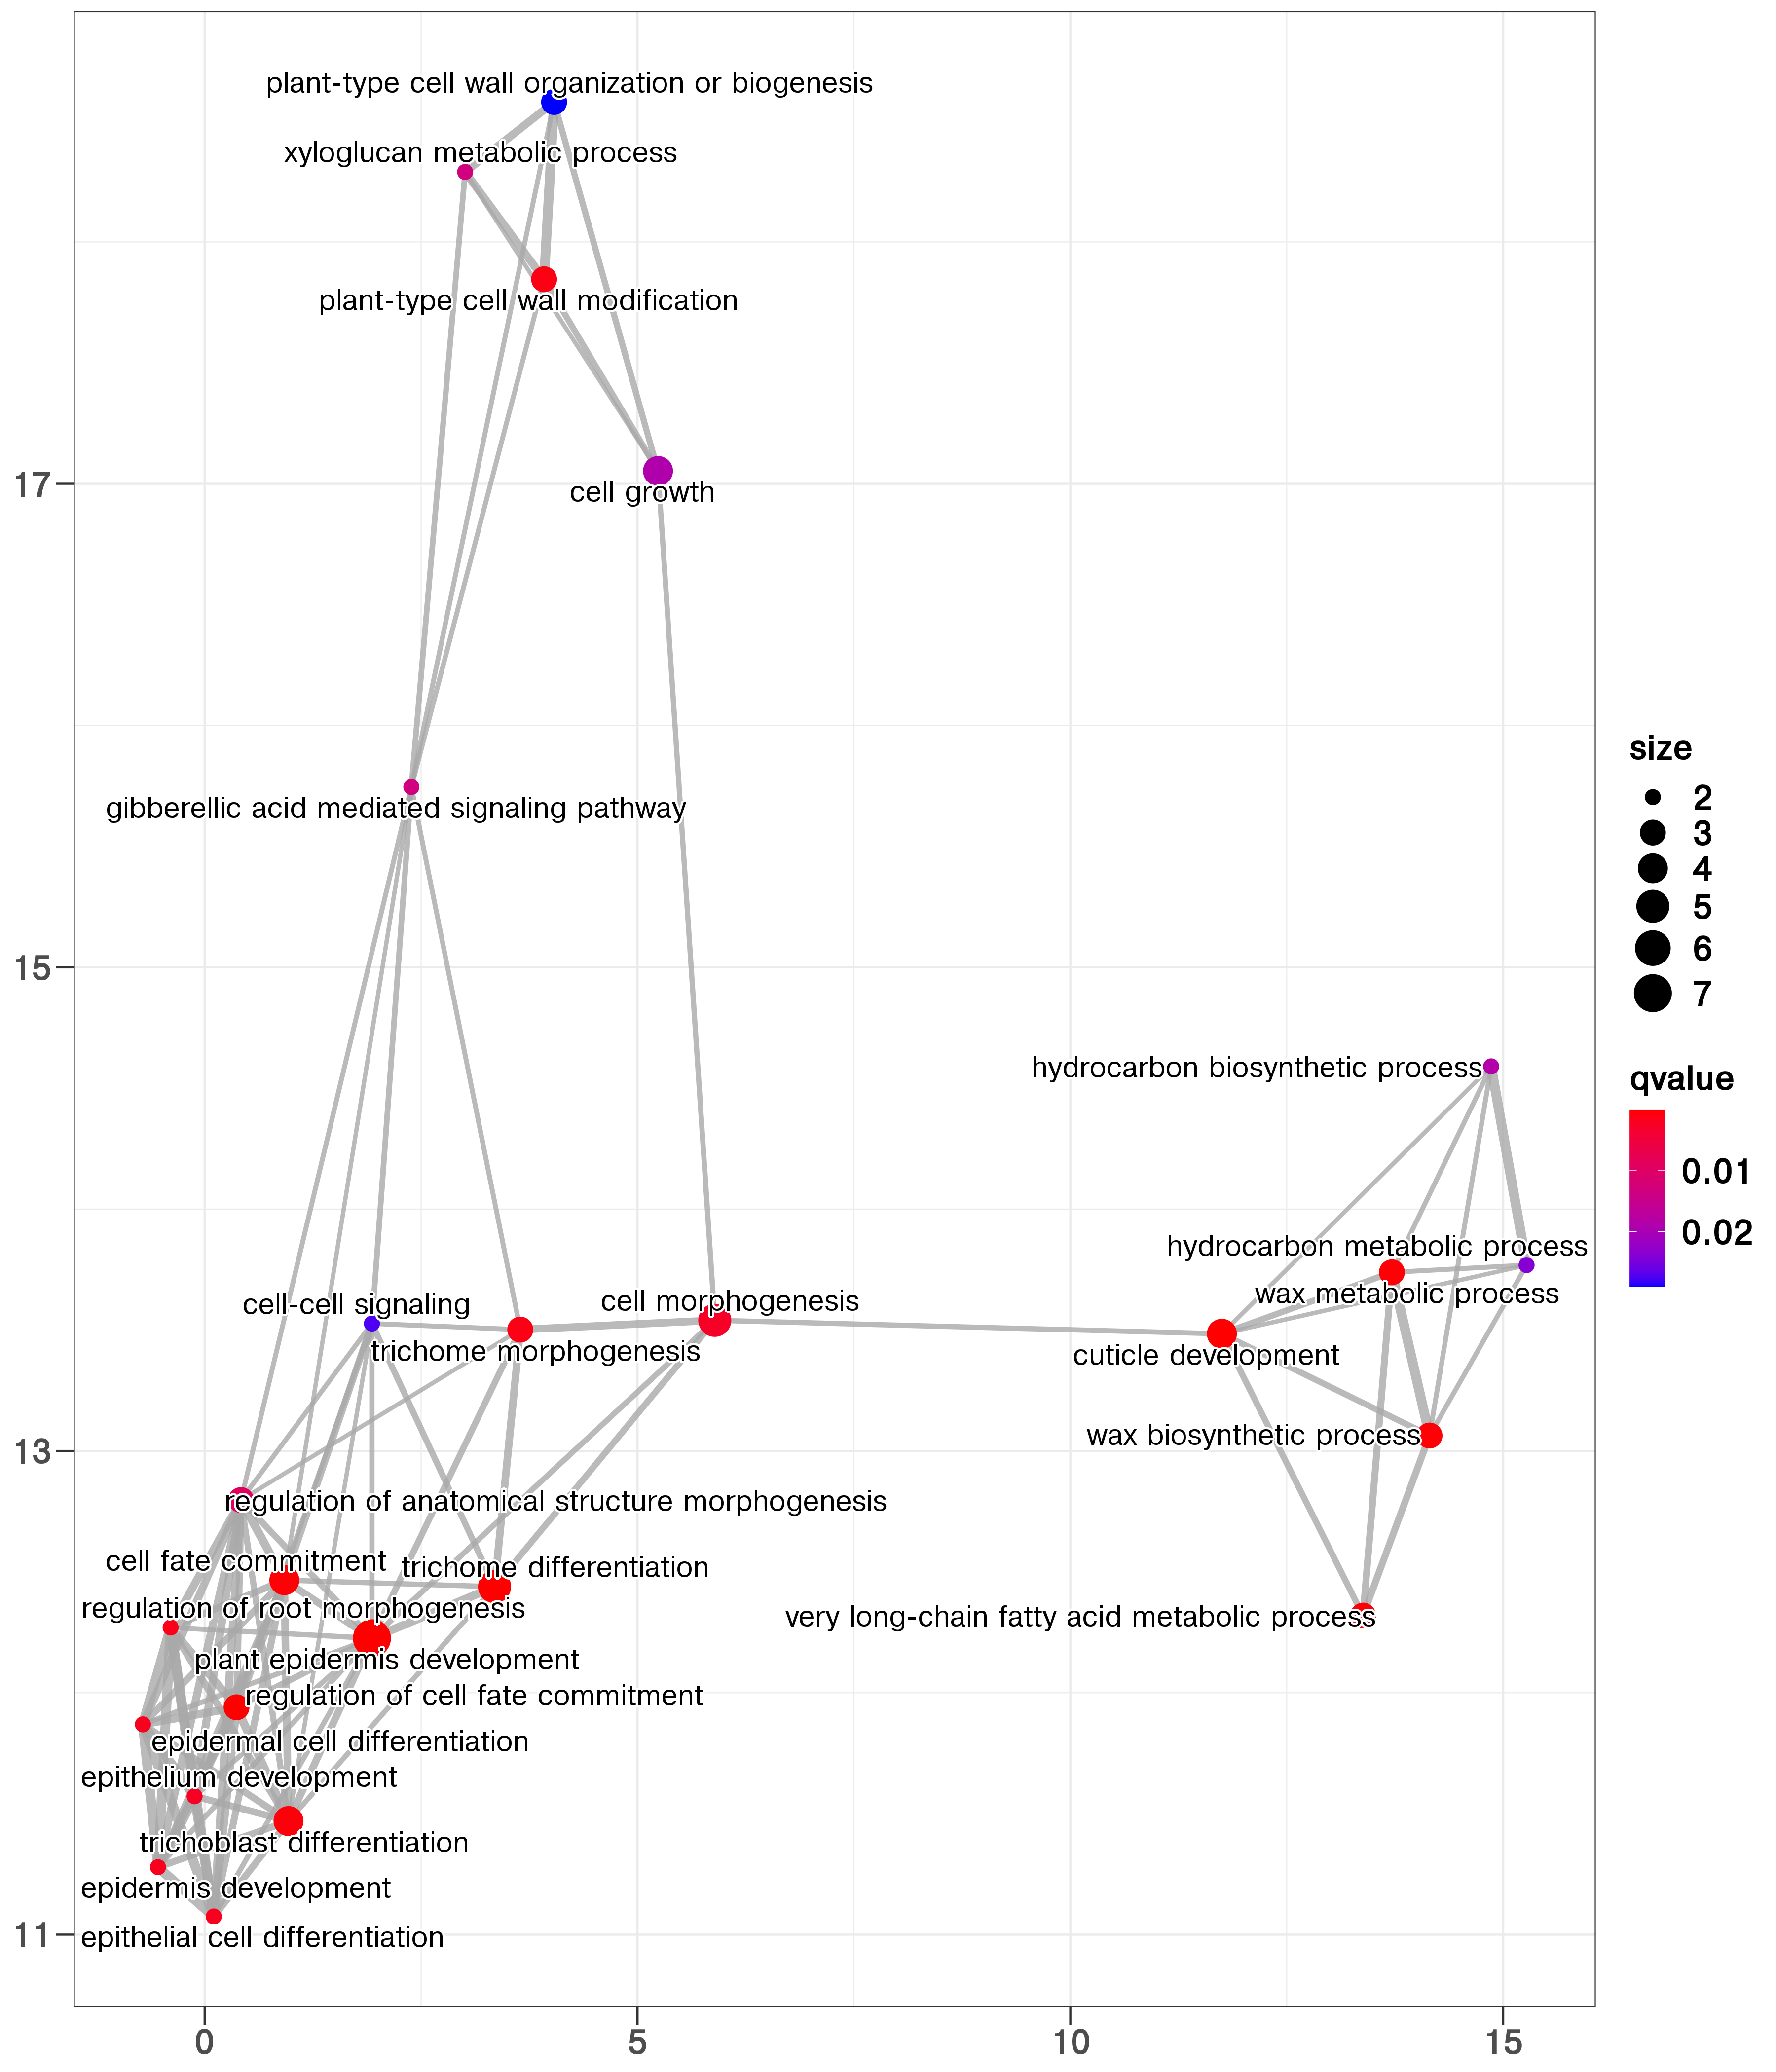 plant-type cell wall organization or biogenesis
xyloglucan metabolic process
plant-type cell wall modification
17
cell growth
gibberellic acid mediated signaling pathway
15
hydrocarbon biosynthetic process
hydrocarbon metabolic process
wax metabolic process
cell-cell signaling
cell morphogenesis
trichome morphogenesis
cuticle development
13
wax biosynthetic process
regulation of anatomical structure morphogenesis
cell fate commitment
trichome differentiation
regulation of root morphogenesis
very long-chain fatty acid metabolic process
plant epidermis development
regulation of cell fate commitment
epidermal cell differentiation
epithelium development
trichoblast differentiation
epidermis development
11
epithelial cell differentiation
0 5 10 15
size
2
3
4
5
6
7
qvalue
0.01
0.02